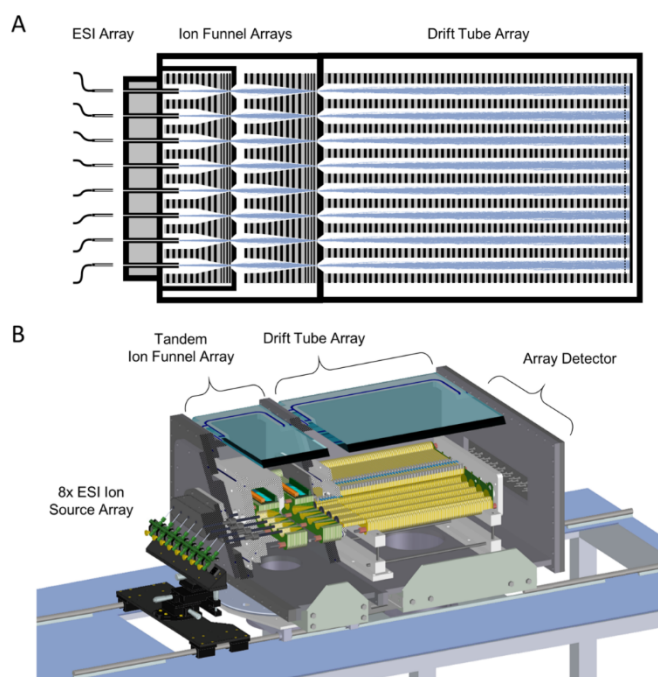 A
ESI Array
Ion Funnel Arrays
Drift Tube Array
B
Tandem
Ion Funnel Array
Drift Tube Array
Array Detector
8x ESI Ion
Source Array